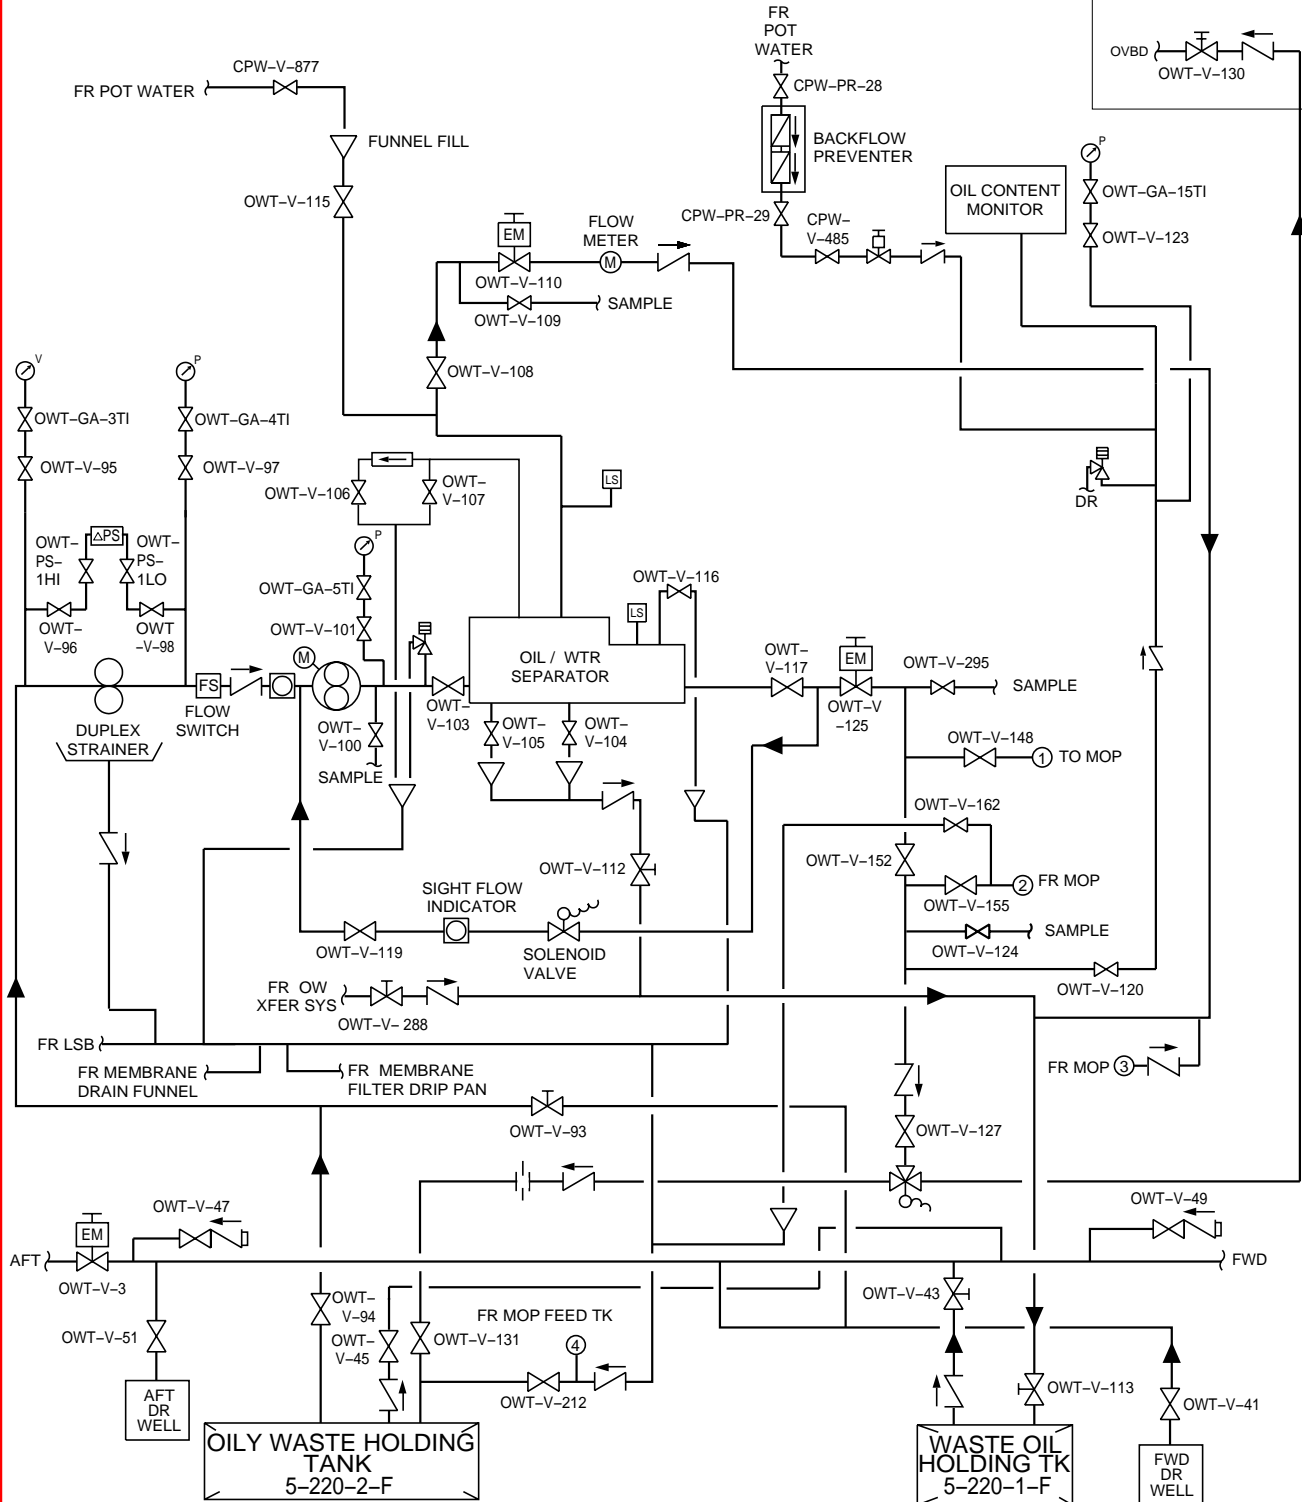 FR
POT
WATER
OVBD
OWT–V–130
CPW–V–877
FR POT WATER
CPW–PR–28
FUNNEL FILL
BACKFLOW
PREVENTER
P
OWT–V–115
OIL CONTENT
MONITOR
OWT–GA–15TI
CPW–PR–29
CPW–
V–485
OWT–V–123
EM
FLOW
METER
M
OWT–V–110
SAMPLE
OWT–V–109
OWT–V–108
V
P
OWT–GA–3TI
OWT–GA–4TI
OWT–V–95
OWT–V–97
OWT–V–106
OWT–
V–107
LS
DR
OWT–
PS–
1HI
△PS
OWT–
PS–
1LO
P
OWT–GA–5TI
OWT–V–116
OWT–
V–96
OWT
–V–98
OWT–V–101
LS
M
OIL / WTR
SEPARATOR
OWT–
V–117
EM
OWT–V–295
SAMPLE
FS
FLOW
SWITCH
DUPLEX
STRAINER
OWT–
V–100
SAMPLE
OWT–
V–103
OWT–
V–105
OWT–
V–104
OWT–V
–125
OWT–V–148
1 TO MOP
OWT–V–162
OWT–V–152
OWT–V–112
2 FR MOP
OWT–V–155
SIGHT FLOW
INDICATOR
OWT–V–119
SOLENOID
VALVE
SAMPLE
OWT–V–124
OWT–V–120
FR OW
XFER SYS
OWT–V– 288
FR LSB
FR MEMBRANE
DRAIN FUNNEL
FR MEMBRANE
FILTER DRIP PAN
FR MOP 3
OWT–V–93
OWT–V–127
OWT–V–47
OWT–V–49
EM
AFT
FWD
OWT–V–3
OWT–
V–94
OWT–V–43
FR MOP FEED TK
OWT–V–51
OWT–
V–45
OWT–V–131
4
OWT–V–212
OWT–V–113
OWT–V–41
AFT
DR
WELL
OILY WASTE HOLDING
TANK
5–220–2–F
WASTE OIL
HOLDING TK
5–220–1–F
FWD
DR
WELL